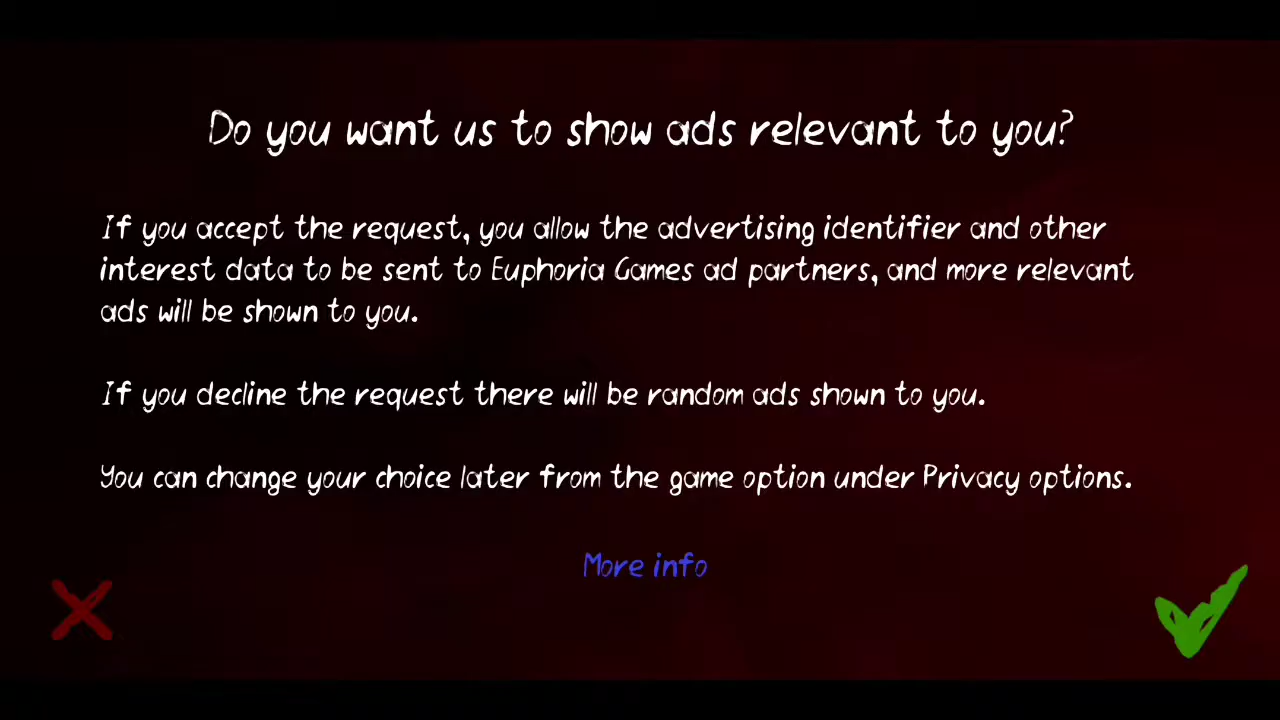 Do you want us to show ads relevant to you?
If you accept the request, you allow the advertising identifier and other
interest data to be sent to Euphoria Games ad partners, and more relevant
ads will be shown to you.
If you decline the request there will be random ads shown to you.
You can change your choice later from the game option under Privacy options.
More info